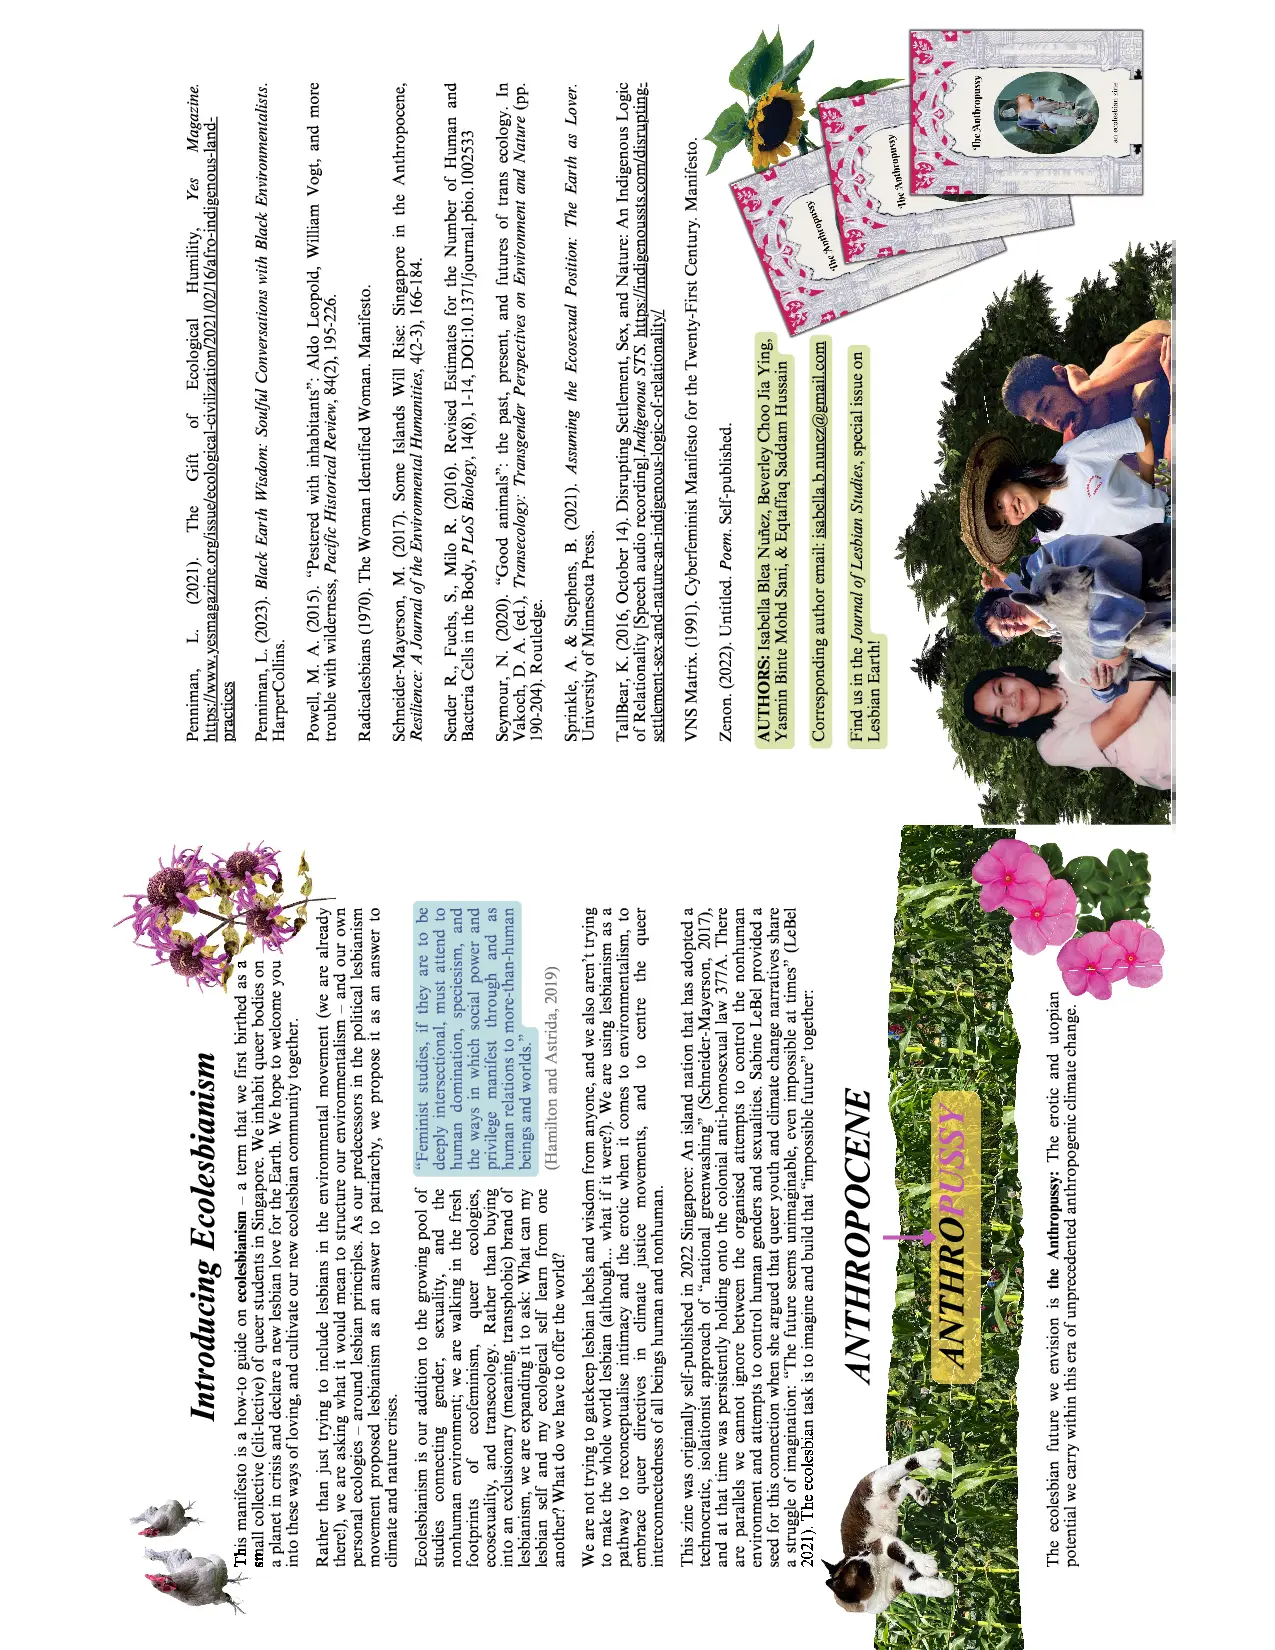 Introducing Ecolesbianism
This manifesto is a how-to guide on ecolesbianism – a term that we first birthed as a
small collective (clit-lective) of queer students in Singapore. We inhabit queer bodies on
a planet in crisis and declare a new lesbian love for the Earth. We hope to welcome you
into these ways of loving, and cultivate our new ecolesbian community together.
Rather than just trying to include lesbians in the environmental movement (we are already
there!), we are asking what it would mean to structure our environmentalism – and our own
personal ecologies – around lesbian principles. As our predecessors in the political lesbianism
movement proposed lesbianism as an answer to patriarchy, we propose it as an answer to
climate and nature crises.
Ecolesbianism is our addition to the growing pool of
studies connecting gender, sexuality, and the
nonhuman environment; we are walking in the fresh
footprints of ecofeminism, queer ecologies,
ecosexuality, and transecology. Rather than buying
into an exclusionary (meaning, transphobic) brand of
lesbianism, we are expanding it to ask: What can my
lesbian self and my ecological self learn from one
another? What do we have to offer the world?
“Feminist studies, if they are to be
deeply intersectional, must attend to
human domination, speciesism, and
the ways in which social power and
privilege manifest through and as
human relations to more-than-human
beings and worlds.”
(Hamilton and Astrida, 2019)
We are not trying to gatekeep lesbian labels and wisdom from anyone, and we also aren’t trying
to make the whole world lesbian (although… what if it were?). We are using lesbianism as a
pathway to reconceptualise intimacy and the erotic when it comes to environmentalism, to
embrace queer directives in climate justice movements, and to centre the queer
interconnectedness of all beings human and nonhuman.
This zine was originally self-published in 2022 Singapore: An island nation that has adopted a
technocratic, isolationist approach of “national greenwashing” (Schneider-Mayerson, 2017),
and at that time was persistently holding onto the colonial anti-homosexual law 377A. There
are parallels we cannot ignore between the organised attempts to control the nonhuman
environment and attempts to control human genders and sexualities. Sabine LeBel provided a
seed for this connection when she argued that queer youth and climate change narratives share
a struggle of imagination: “The future seems unimaginable, even impossible at times” (LeBel
2021). The ecolesbian task is to imagine and build that “impossible future” together:
ANTHROPOCENE
ANTHROPUSSY
The ecolesbian future we envision is the Anthropussy: The erotic and utopian
potential we carry within this era of unprecedented anthropogenic climate change.
Penniman, L. (2021). The Gift of Ecological Humility, Yes Magazine.
https://www.yesmagazine.org/issue/ecological-civilization/2021/02/16/afro-indigenous-land-
practices
Penniman, L. (2023). Black Earth Wisdom: Soulful Conversations with Black Environmentalists.
HarperCollins.
Powell, M. A. (2015). “Pestered with inhabitants”: Aldo Leopold, William Vogt, and more
trouble with wilderness, Pacific Historical Review, 84(2), 195-226.
Radicalesbians (1970). The Woman Identified Woman. Manifesto.
Schneider-Mayerson, M. (2017). Some Islands Will Rise: Singapore in the Anthropocene,
Resilience: A Journal of the Environmental Humanities, 4(2-3), 166-184.
Sender R., Fuchs, S., Milo R. (2016). Revised Estimates for the Number of Human and
Bacteria Cells in the Body, PLoS Biology, 14(8), 1-14, DOI:10.1371/journal.pbio.1002533
Seymour, N. (2020). “Good animals”: the past, present, and futures of trans ecology. In
Vakoch, D. A. (ed.), Transecology: Transgender Perspectives on Environment and Nature (pp.
190-204). Routledge.
Sprinkle, A. & Stephens, B. (2021). Assuming the Ecosexual Position: The Earth as Lover.
University of Minnesota Press.
TallBear, K. (2016, October 14). Disrupting Settlement, Sex, and Nature: An Indigenous Logic
of Relationality [Speech audio recording] Indigenous STS. https://indigenoussts.com/disrupting-
settlement-sex-and-nature-an-indigenous-logic-of-relationality/
VNS Matrix. (1991). Cyberfeminist Manifesto for the Twenty-First Century. Manifesto.
Zenon. (2022). Untitled. Poem. Self-published.
AUTHORS: Isabella Blea Nuñez, Beverley Choo Jia Ying,
Yasmin Binte Mohd Sani, & Eqtaffaq Saddam Hussain
Corresponding author email: isabella.b.nunez@gmail.com
Find us in the Journal of Lesbian Studies, special issue on
Lesbian Earth!
The Anthropussy
The Anthropussy
The Anthropussy
an ecolesbian zine